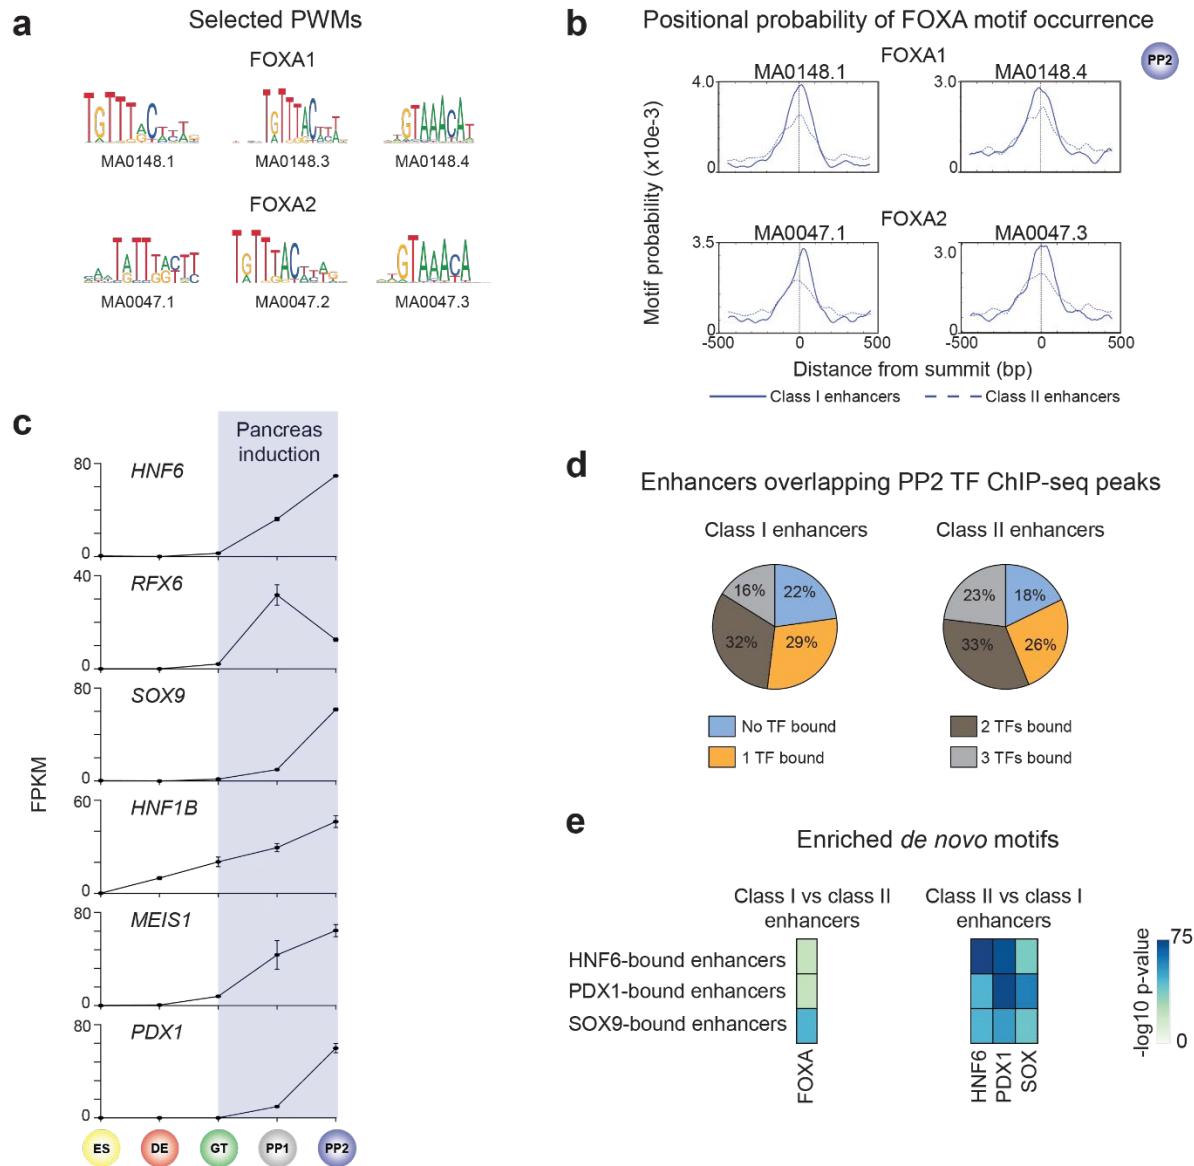 a
Selected PWMs
FOXA1
MA0148.1
MA0148.3
MA0148.4
FOXA2
MA0047.1
MA0047.2
MA0047.3
b
Positional probability of FOXA motif occurrence
PP2
FOXA1
MA0148.1
MA0148.4
4.0
0
3.0
0
FOXA2
MA0047.1
MA0047.3
3.5
0
3.0
0
-500
0
500
0
500
Motif probability (x10e-3)
Distance from summit (bp)
Class I enhancers
Class II enhancers
c
Pancreas
induction
HNF6
80
0
RFX6
40
0
SOX9
80
0
HNF1B
60
0
MEIS1
80
0
PDX1
80
0
FPKM
ES
DE
GT
PP1
PP2
d
Enhancers overlapping PP2 TF ChIP-seq peaks
Class I enhancers
Class II enhancers
16%
22%
32%
29%
23%
18%
33%
26%
No TF bound
1 TF bound
2 TFs bound
3 TFs bound
e
Enriched de novo motifs
Class I vs class II
enhancers
Class II vs class I
enhancers
HNF6-bound enhancers
PDX1-bound enhancers
SOX9-bound enhancers
FOXA
HNF6
PDX1
SOX
-log10 p-value
75
0